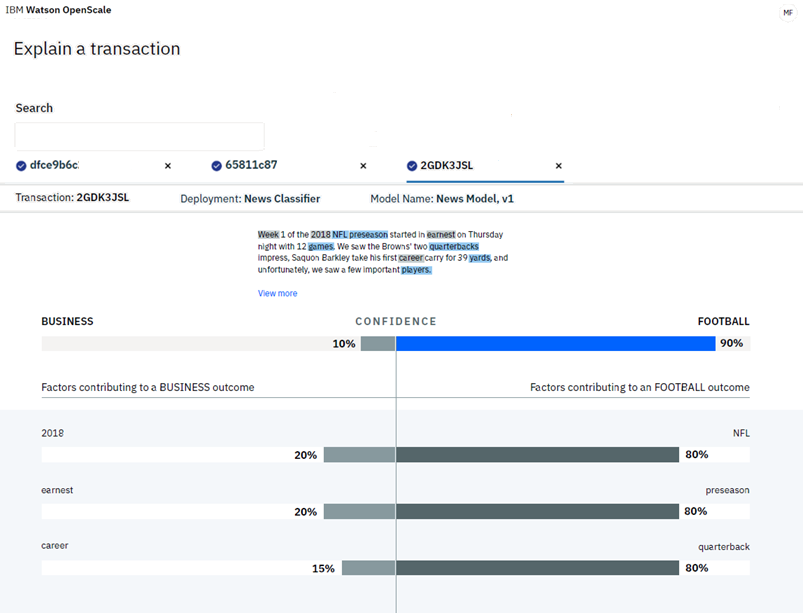 IBM Watson OpenScale
MF
Explain a transaction
Search
dfce9b6c
65811c87
2GDK3JSL
Transaction: 2GDK3JSL
Deployment: News Classifier
Model Name: News Model, v1
Week 1 of the 2018 NFL preseason started in earnest on Thursday
night with 12 games. We saw the Browns' two quarterbacks
impress, Saquon Barkley take his first career carry for 39 yards, and
unfortunately, we saw a few important players.
View more
BUSINESS
CONFIDENCE
FOOTBALL
10%
90%
Factors contributing to a BUSINESS outcome
Factors contributing to an FOOTBALL outcome
2018
NFL
20%
80%
earnest
preseason
20%
80%
career
quarterback
15%
80%